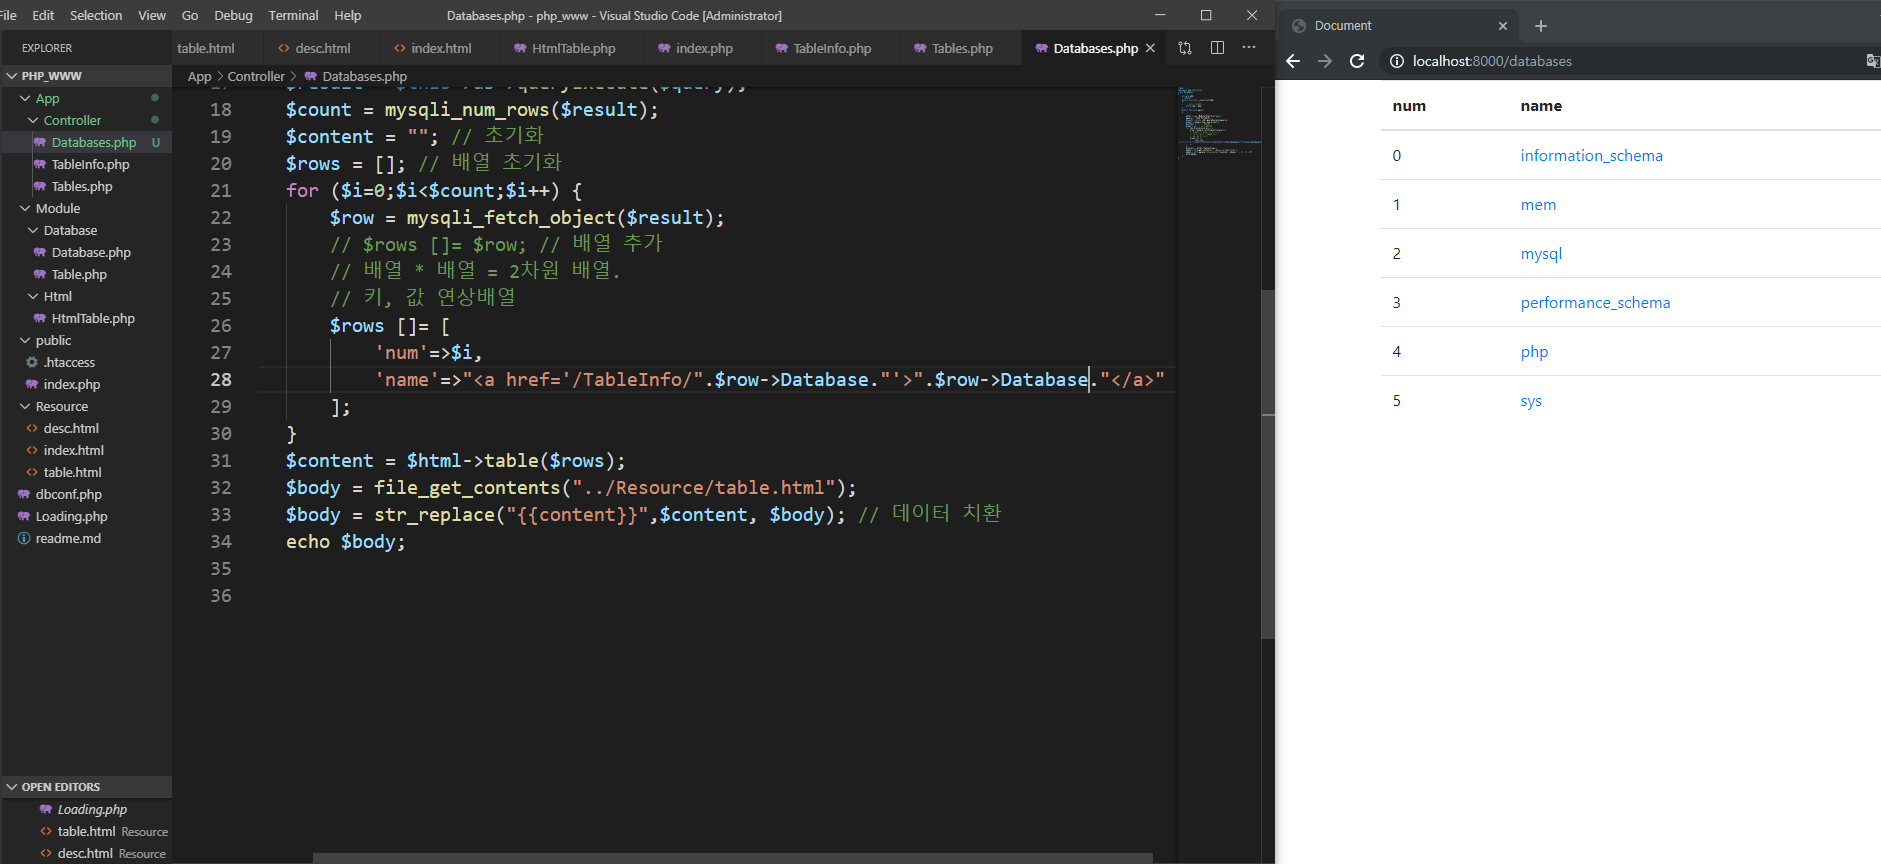 File Edit Selection View Go Debug Terminal Help Databases.php - php_www - Visual Studio Code [Administrator]
EXPLORER
table.html
desc.html
index.html
HtmlTable.php
index.php
TableInfo.php
Tables.php
Databases.php
App > Controller > Databases.php
PHP_WWW
App
Controller
Databases.php U
TableInfo.php
Tables.php
Module
Database
Database.php
Table.php
Html
HtmlTable.php
public
.htaccess
index.php
Resource
desc.html
index.html
table.html
dbconf.php
Loading.php
readme.md
OPEN EDITORS
Loading.php
table.html Resource
desc.html Resource
18 $count = mysqli_num_rows($result);
19 $content = ""; // 초기화
20 $rows = []; // 배열 초기화
21 for ($i=0;$i<$count;$i++) {
22 $row = mysqli_fetch_object($result);
23 // $rows []= $row; // 배열 추가
24 // 배열 * 배열 = 2차원 배열.
25 // 키, 값 연상배열
26 $rows []= [
27 'num'=>$i,
28 'name'=>"<a href='/TableInfo/".$row->Database."'>".$row->Database."</a>"
29 ];
30 }
31 $content = $html->table($rows);
32 $body = file_get_contents("../Resource/table.html");
33 $body = str_replace("{{content}}",$content, $body); // 데이터 치환
34 echo $body;
35
36
Document
localhost:8000/databases
num name
0 information_schema
1 mem
2 mysql
3 performance_schema
4 php
5 sys